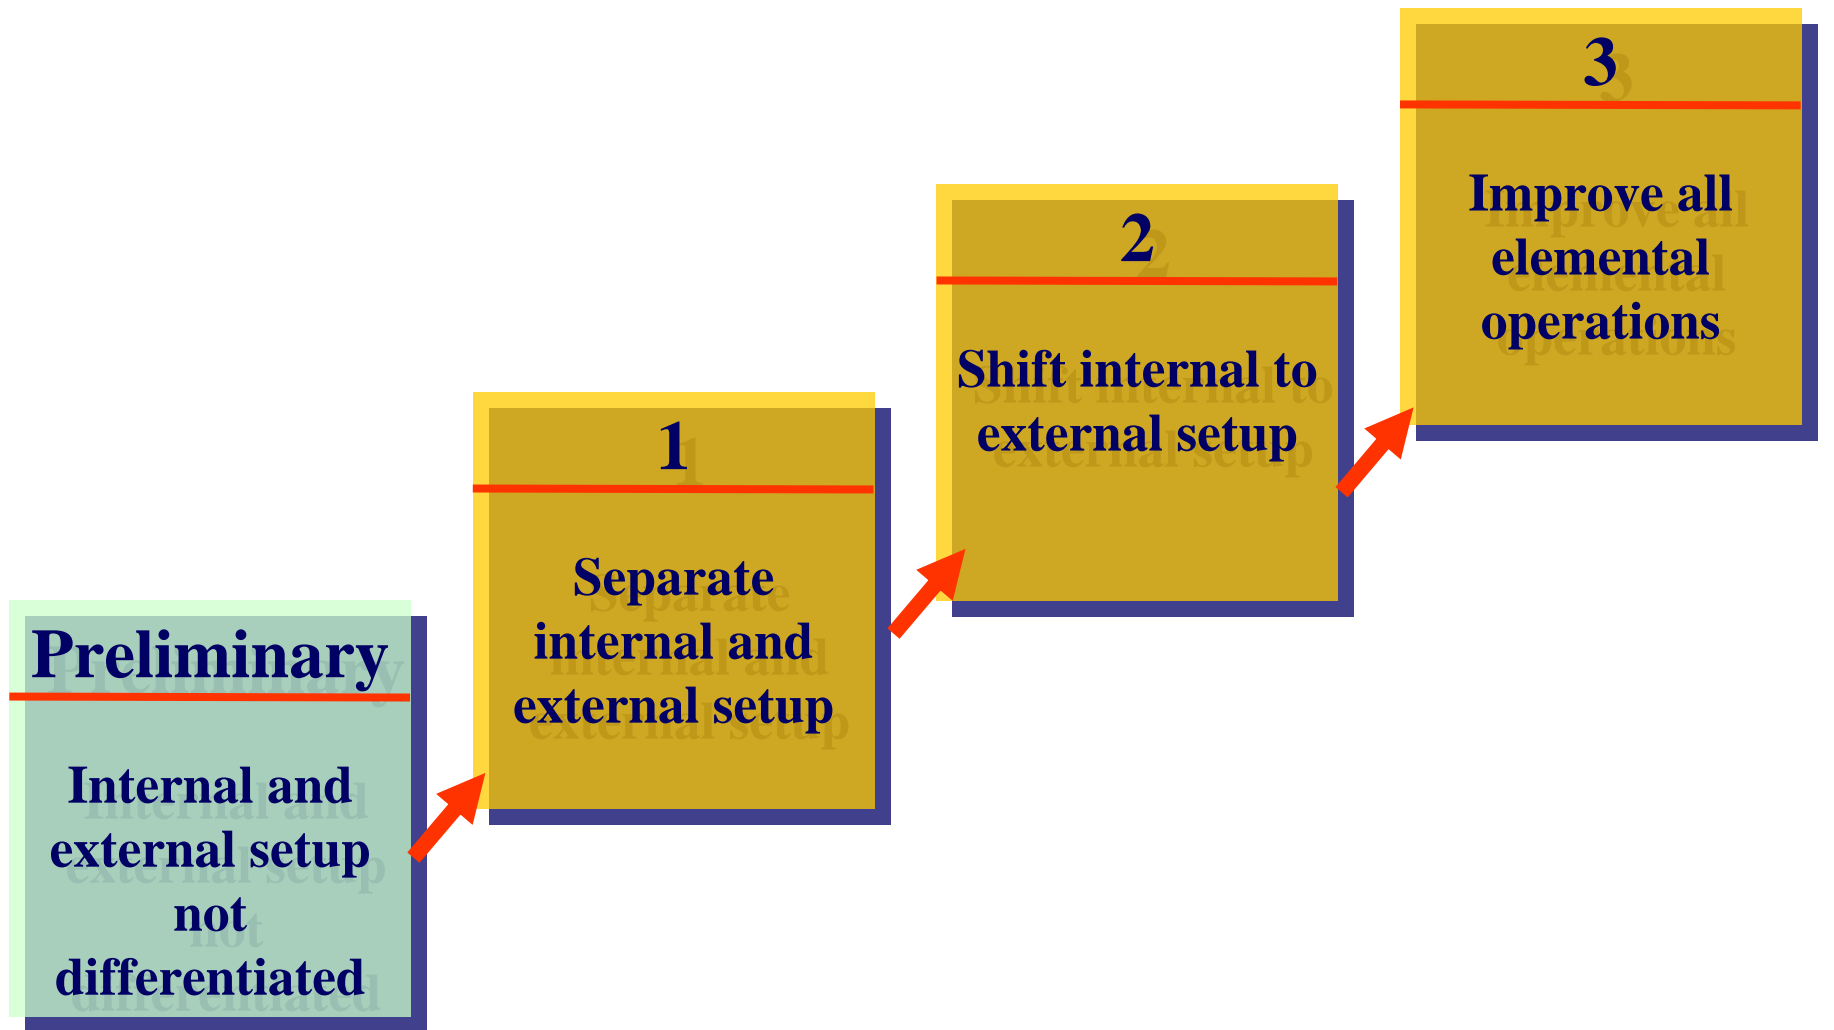 Preliminary
Internal and
external setup
not
differentiated
1
Separate
internal and
external setup
2
Shift internal to
external setup
3
Improve all
elemental
operations